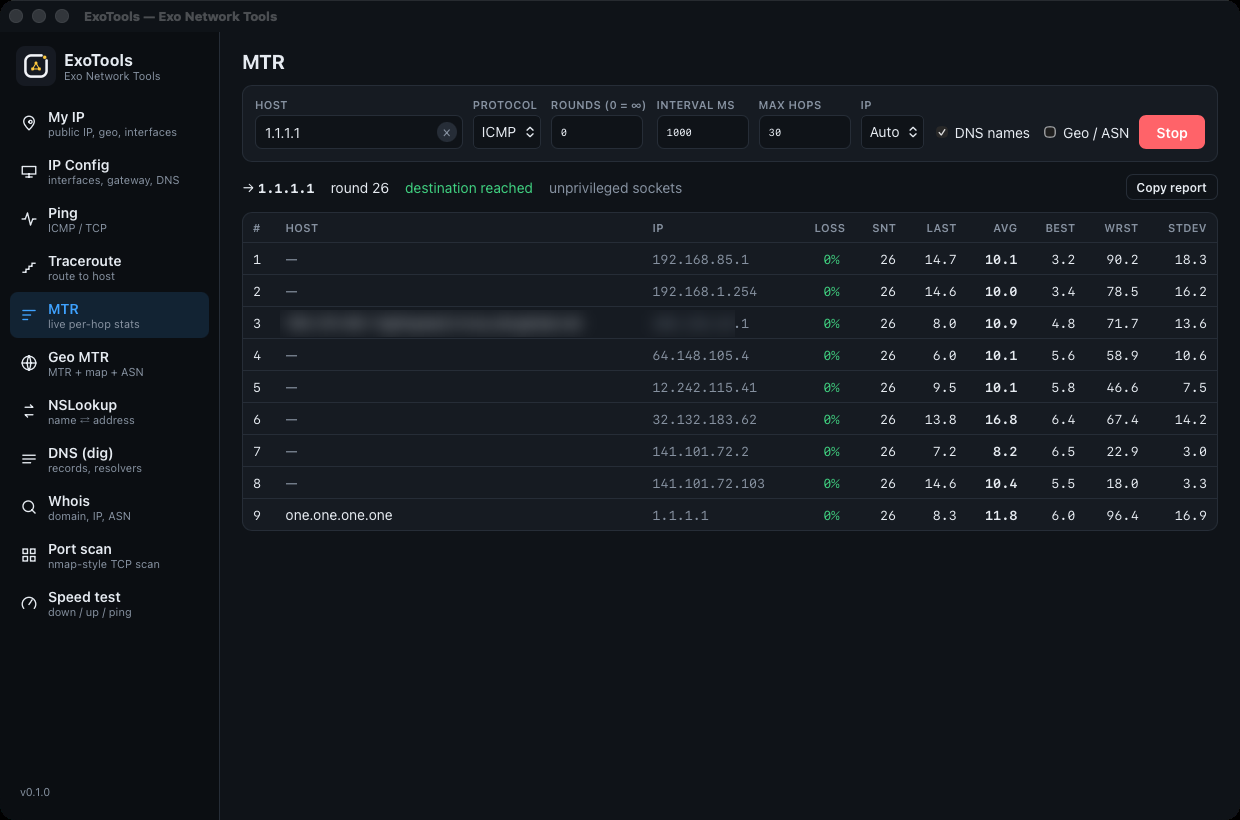 ExoTools — Exo Network Tools
ExoTools
Exo Network Tools
My IP
public IP, geo, interfaces
IP Config
interfaces, gateway, DNS
Ping
ICMP / TCP
Traceroute
route to host
MTR
live per-hop stats
Geo MTR
MTR + map + ASN
NSLookup
name ⇄ address
DNS (dig)
records, resolvers
Whois
domain, IP, ASN
Port scan
nmap-style TCP scan
Speed test
down / up / ping
v0.1.0
MTR
HOST PROTOCOL ROUNDS (0 = ∞) INTERVAL MS MAX HOPS IP
1.1.1.1 ICMP 0 1000 30 Auto DNS names Geo / ASN Stop
→ 1.1.1.1 round 26 destination reached unprivileged sockets Copy report
# HOST IP LOSS SNT LAST AVG BEST WRST STDEV
1 — 192.168.85.1 0% 26 14.7 10.1 3.2 90.2 18.3
2 — 192.168.1.254 0% 26 14.6 10.0 3.4 78.5 16.2
3 .1 0% 26 8.0 10.9 4.8 71.7 13.6
4 — 64.148.105.4 0% 26 6.0 10.1 5.6 58.9 10.6
5 — 12.242.115.41 0% 26 9.5 10.1 5.8 46.6 7.5
6 — 32.132.183.62 0% 26 13.8 16.8 6.4 67.4 14.2
7 — 141.101.72.2 0% 26 7.2 8.2 6.5 22.9 3.0
8 — 141.101.72.103 0% 26 14.6 10.4 5.5 18.0 3.3
9 one.one.one.one 1.1.1.1 0% 26 8.3 11.8 6.0 96.4 16.9